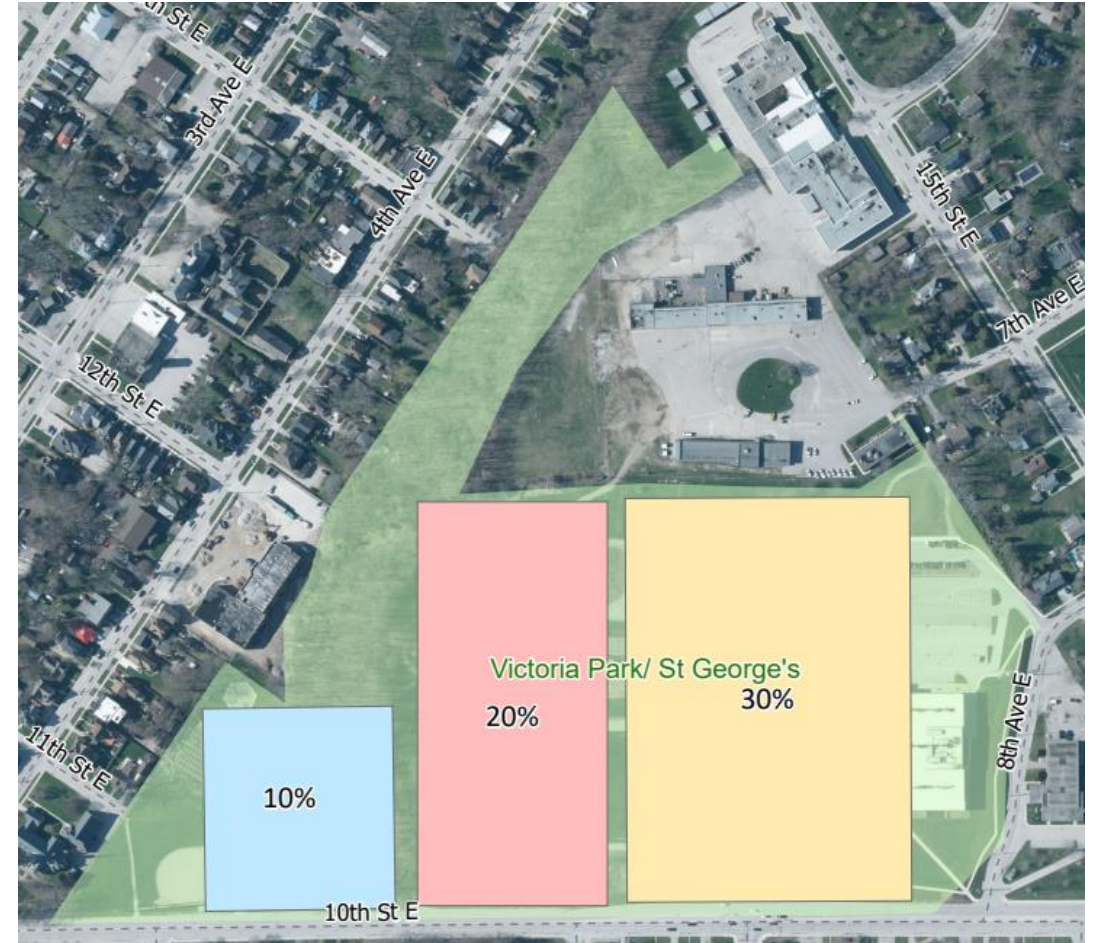 th St E
3rd Ave E
4th Ave E
15th St E
7th Ave E
12th St E
Victoria Park/ St George's
20%
30%
8th Ave E
11th St E
10%
10th St E